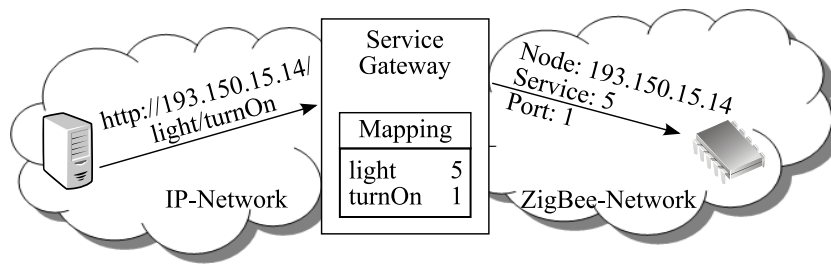 http://193.150.15.14/
light/turnOn
IP-Network
Service
Gateway
Mapping
light 5
turnOn 1
Node: 193.150.15.14
Service: 5
Port: 1
ZigBee-Network